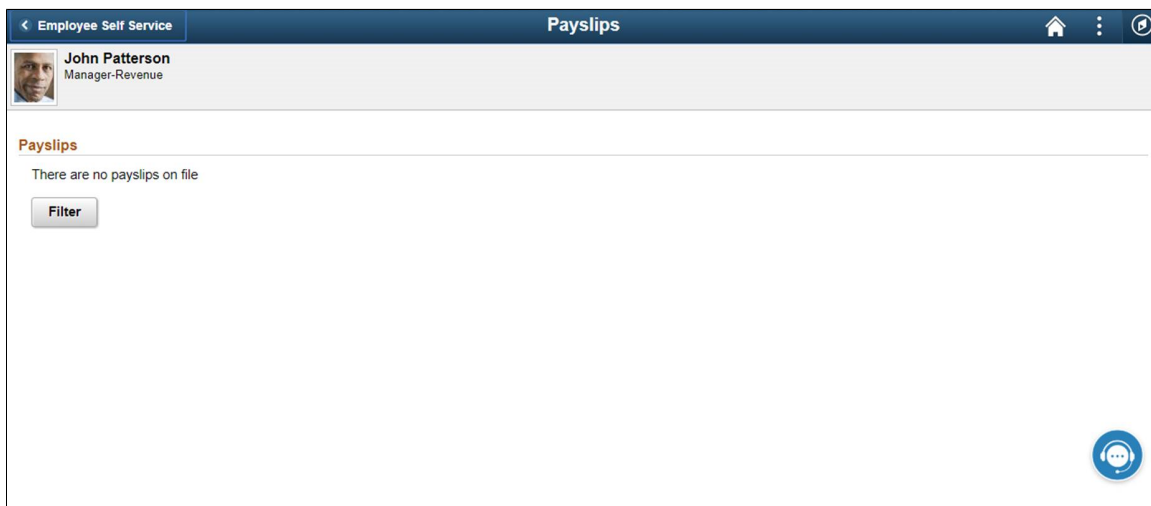 Employee Self Service
Payslips
John Patterson
Manager-Revenue
Payslips
There are no payslips on file
Filter